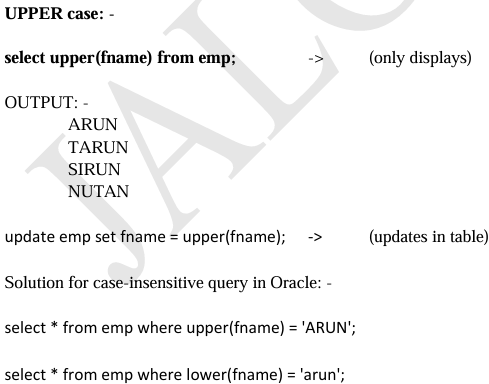 UPPER case: -
select upper(fname) from emp; -> (only displays)
OUTPUT: -
ARUN
TARUN
SIRUN
NUTAN
update emp set fname = upper(fname); -> (updates in table)
Solution for case-insensitive query in Oracle: -
select * from emp where upper(fname) = 'ARUN';
select * from emp where lower(fname) = 'arun';